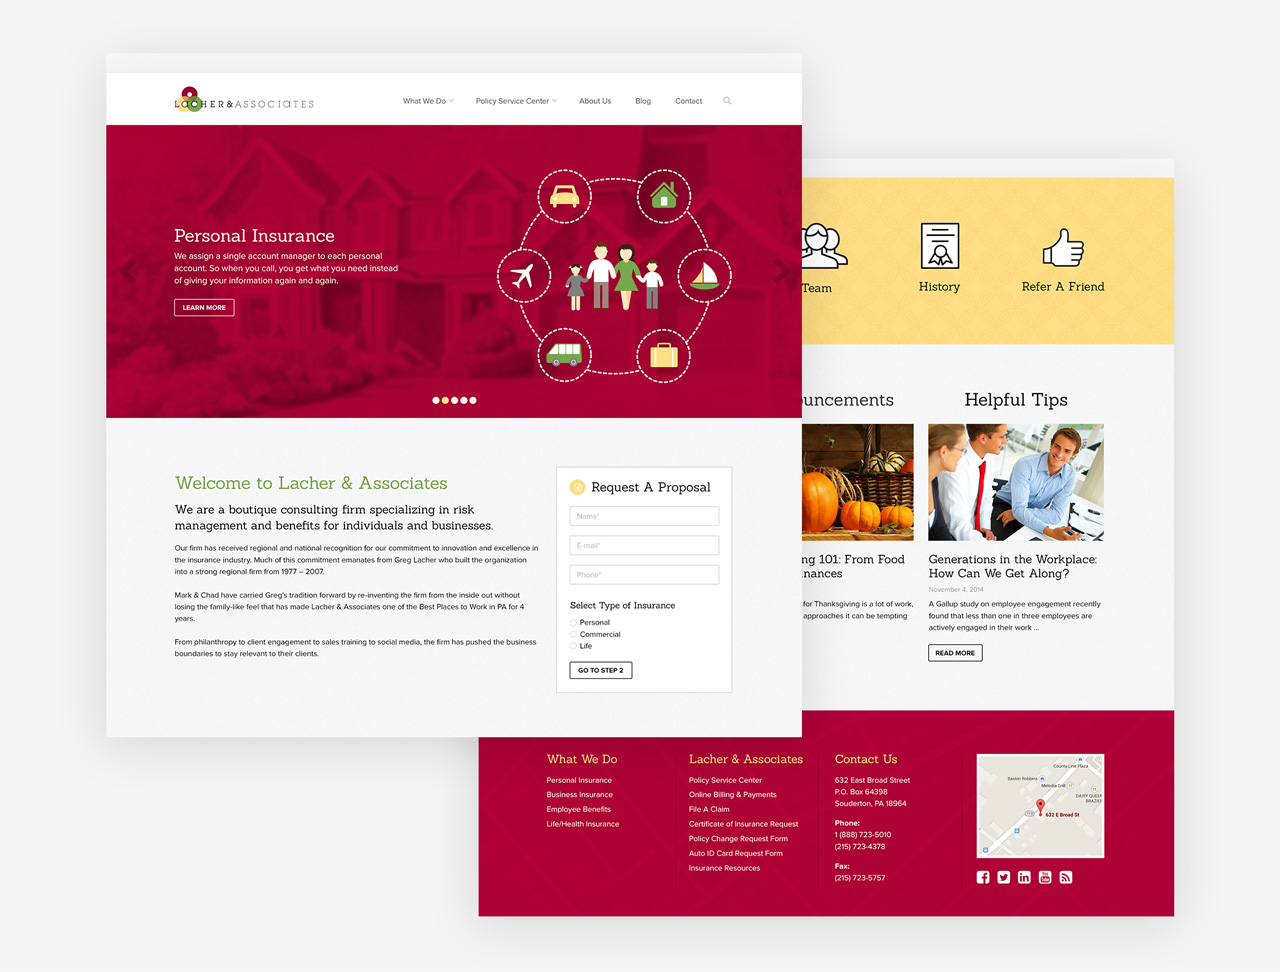 LACHER&ASSOCIATES
What We Do
Policy Service Center
About Us
Blog
Contact
Personal Insurance
We assign a single account manager to each personal
account. So when you call, you get what you need instead
of giving your information again and again.
LEARN MORE
Welcome to Lacher & Associates
We are a boutique consulting firm specializing in risk
management and benefits for individuals and businesses.
Our firm has received regional and national recognition for our commitment to innovation and excellence in
the insurance industry. Much of this commitment emanates from Greg Lacher who built the organization
into a strong regional firm from 1977 – 2007.
Mark & Chad have carried Greg's tradition forward by re-inventing the firm from the inside out without
losing the family-like feel that has made Lacher & Associates one of the Best Places to Work in PA for 4
years.
From philanthropy to client engagement to sales training to social media, the firm has pushed the business
boundaries to stay relevant to their clients.
Request A Proposal
Name*
E-mail*
Phone*
Select Type of Insurance
Personal
Commercial
Life
GO TO STEP 2
Team
History
Refer A Friend
uncements
Helpful Tips
ng 101: From Food
nances
for Thanksgiving is a lot of work,
approaches it can be tempting
Generations in the Workplace:
How Can We Get Along?
November 4, 2014
A Gallup study on employee engagement recently
found that less than one in three employees are
actively engaged in their work ...
READ MORE
What We Do
Personal Insurance
Business Insurance
Employee Benefits
Life/Health Insurance
Lacher & Associates
Policy Service Center
Online Billing & Payments
File A Claim
Certificate of Insurance Request
Policy Change Request Form
Auto ID Card Request Form
Insurance Resources
Contact Us
632 East Broad Street
P.O. Box 64398
Souderton, PA 18964
Phone:
1 (888) 723-5010
(215) 723-4378
Fax:
(215) 723-5757
County Line Plaza
Baskin Robbins
Melodia Grill
DAIRY QUEE
BRAZIE
113
632 E Broad St
You
Tube